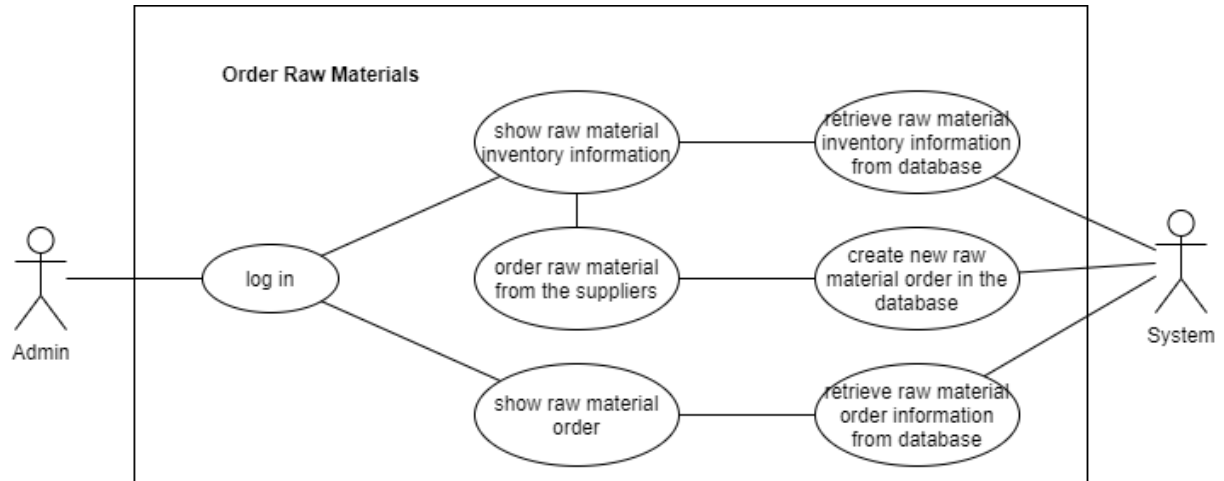 Order Raw Materials
show raw material
inventory information
retrieve raw material
inventory information
from database
log in
order raw material
from the suppliers
create new raw
material order in the
database
Admin
System
show raw material
order
retrieve raw material
order information
from database